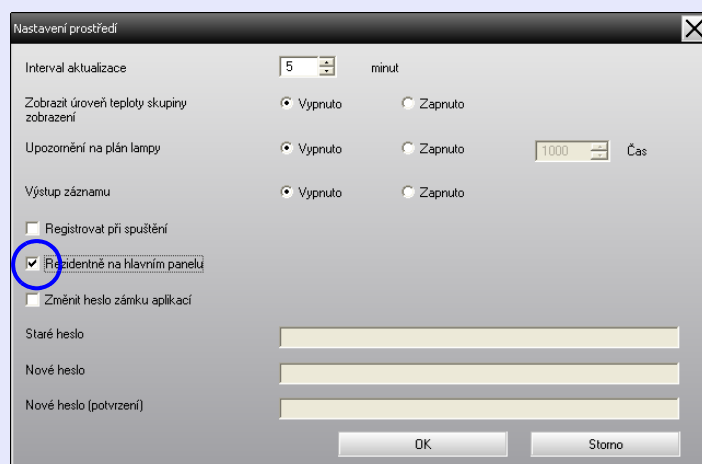 Nastavení prostředí
Interval aktualizace 5 minut
Zobrazit úroveň teploty skupiny
zobrazení Vypnuto Zapnuto
Upozornění na plán lampy Vypnuto Zapnuto 1000 Čas
Výstup záznamu Vypnuto Zapnuto
Registrovat při spuštění
Rezidentně na hlavním panelu
Změnit heslo zámku aplikací
Staré heslo
Nové heslo
Nové heslo (potvrzení)
OK Storno